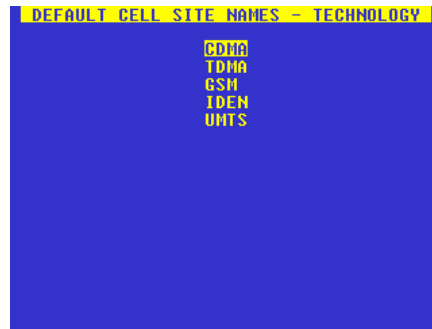 DEFAULT CELL SITE NAMES - TECHNOLOGY
CDMA
TDMA
GSM
IDEN
UMTS